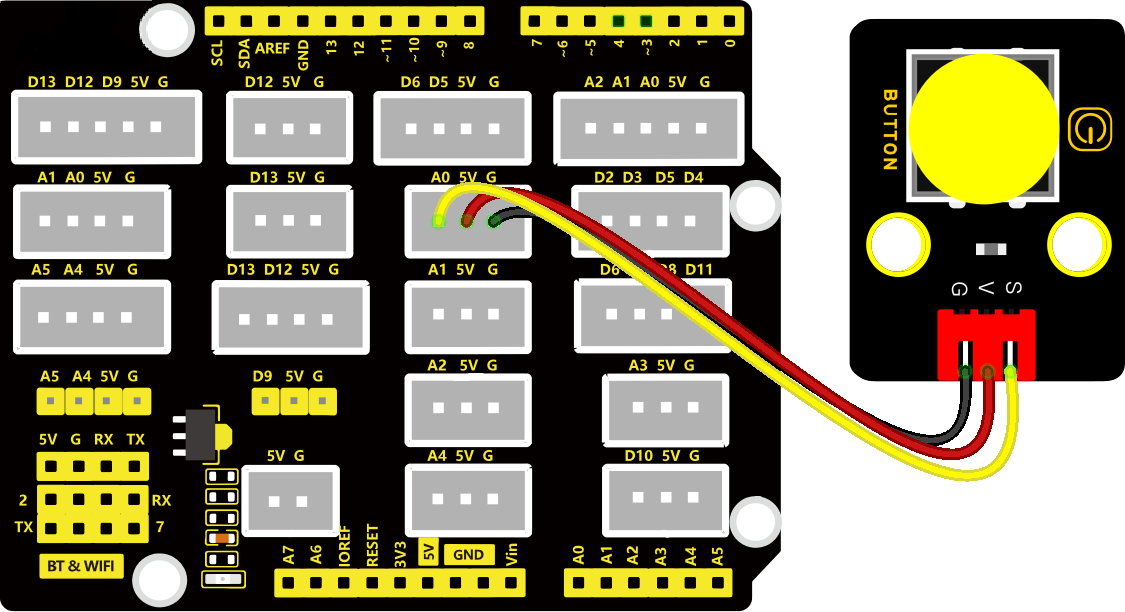 SCL SDA AREF GND 13 12 ~11 ~10 ~9 8
7 ~6 ~5 4 ~3 2 1 0
D13 D12 D9 5V G
D12 5V G
D6 D5 5V G
A2 A1 A0 5V G
A1 A0 5V G
D13 5V G
A0 5V G
D2 D3 D5 D4
A5 A4 5V G
D13 D12 5V G
A1 5V G
D6 D8 D11
A2 5V G
A3 5V G
A5 A4 5V G
D9 5V G
5V G RX TX
2 RX
TX 7
BT & WIFI
5V G
A4 5V G
D10 5V G
A7 A6 IOREF RESET 3V3 5V GND Vin
A0 A1 A2 A3 A4 A5
BUTTON
G V S